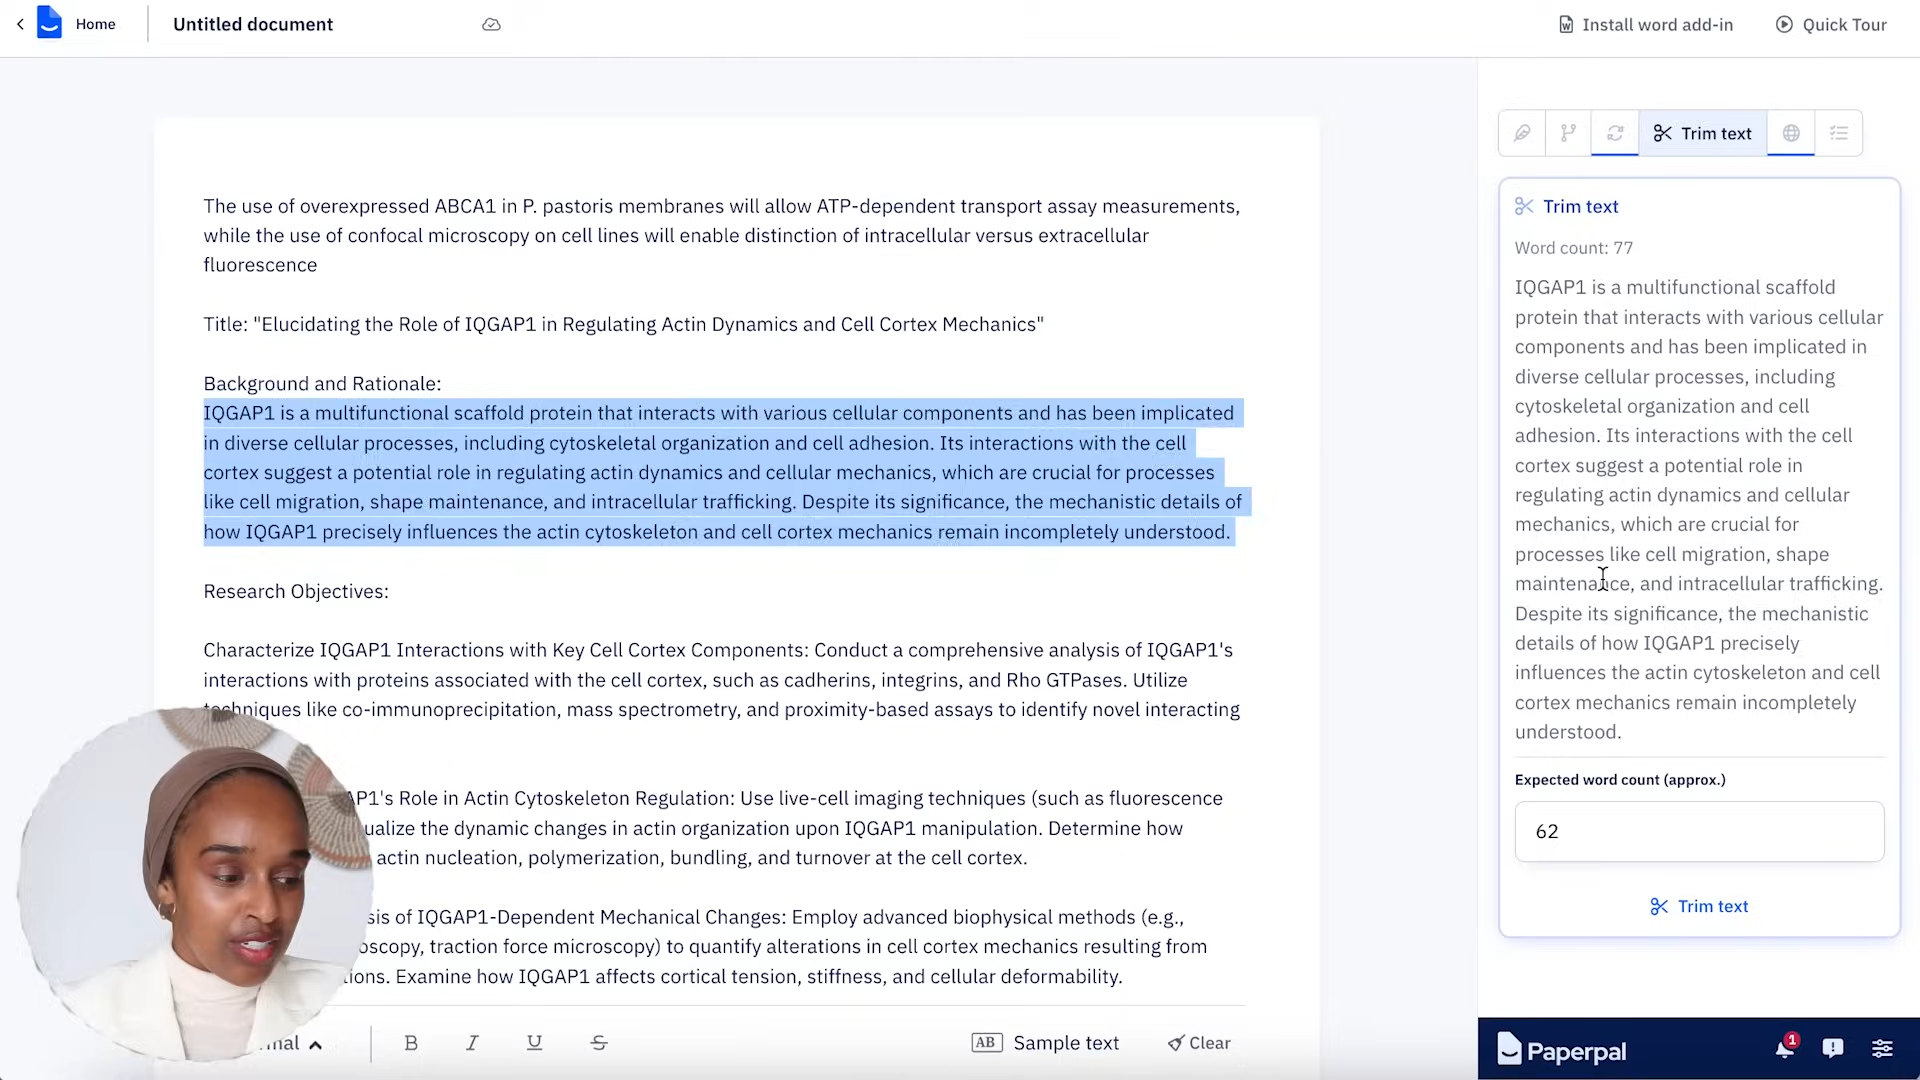 Home
Untitled document
Install word add-in
Quick Tour
The use of overexpressed ABCA1 in P. pastoris membranes will allow ATP-dependent transport assay measurements,
while the use of confocal microscopy on cell lines will enable distinction of intracellular versus extracellular
fluorescence
Title: "Elucidating the Role of IQGAP1 in Regulating Actin Dynamics and Cell Cortex Mechanics"
Background and Rationale:
IQGAP1 is a multifunctional scaffold protein that interacts with various cellular components and has been implicated
in diverse cellular processes, including cytoskeletal organization and cell adhesion. Its interactions with the cell
cortex suggest a potential role in regulating actin dynamics and cellular mechanics, which are crucial for processes
like cell migration, shape maintenance, and intracellular trafficking. Despite its significance, the mechanistic details of
how IQGAP1 precisely influences the actin cytoskeleton and cell cortex mechanics remain incompletely understood.
Research Objectives:
Characterize IQGAP1 Interactions with Key Cell Cortex Components: Conduct a comprehensive analysis of IQGAP1's
interactions with proteins associated with the cell cortex, such as cadherins, integrins, and Rho GTPases. Utilize
techniques like co-immunoprecipitation, mass spectrometry, and proximity-based assays to identify novel interacting
AP1's Role in Actin Cytoskeleton Regulation: Use live-cell imaging techniques (such as fluorescence
ualize the dynamic changes in actin organization upon IQGAP1 manipulation. Determine how
actin nucleation, polymerization, bundling, and turnover at the cell cortex.
sis of IQGAP1-Dependent Mechanical Changes: Employ advanced biophysical methods (e.g.,
oscopy, traction force microscopy) to quantify alterations in cell cortex mechanics resulting from
ions. Examine how IQGAP1 affects cortical tension, stiffness, and cellular deformability.
B I U S
AB Sample text
Clear
Trim text
Trim text
Word count: 77
IQGAP1 is a multifunctional scaffold
protein that interacts with various cellular
components and has been implicated in
diverse cellular processes, including
cytoskeletal organization and cell
adhesion. Its interactions with the cell
cortex suggest a potential role in
regulating actin dynamics and cellular
mechanics, which are crucial for
processes like cell migration, shape
maintenance, and intracellular trafficking.
Despite its significance, the mechanistic
details of how IQGAP1 precisely
influences the actin cytoskeleton and cell
cortex mechanics remain incompletely
understood.
Expected word count (approx.)
62
Trim text
Paperpal
1